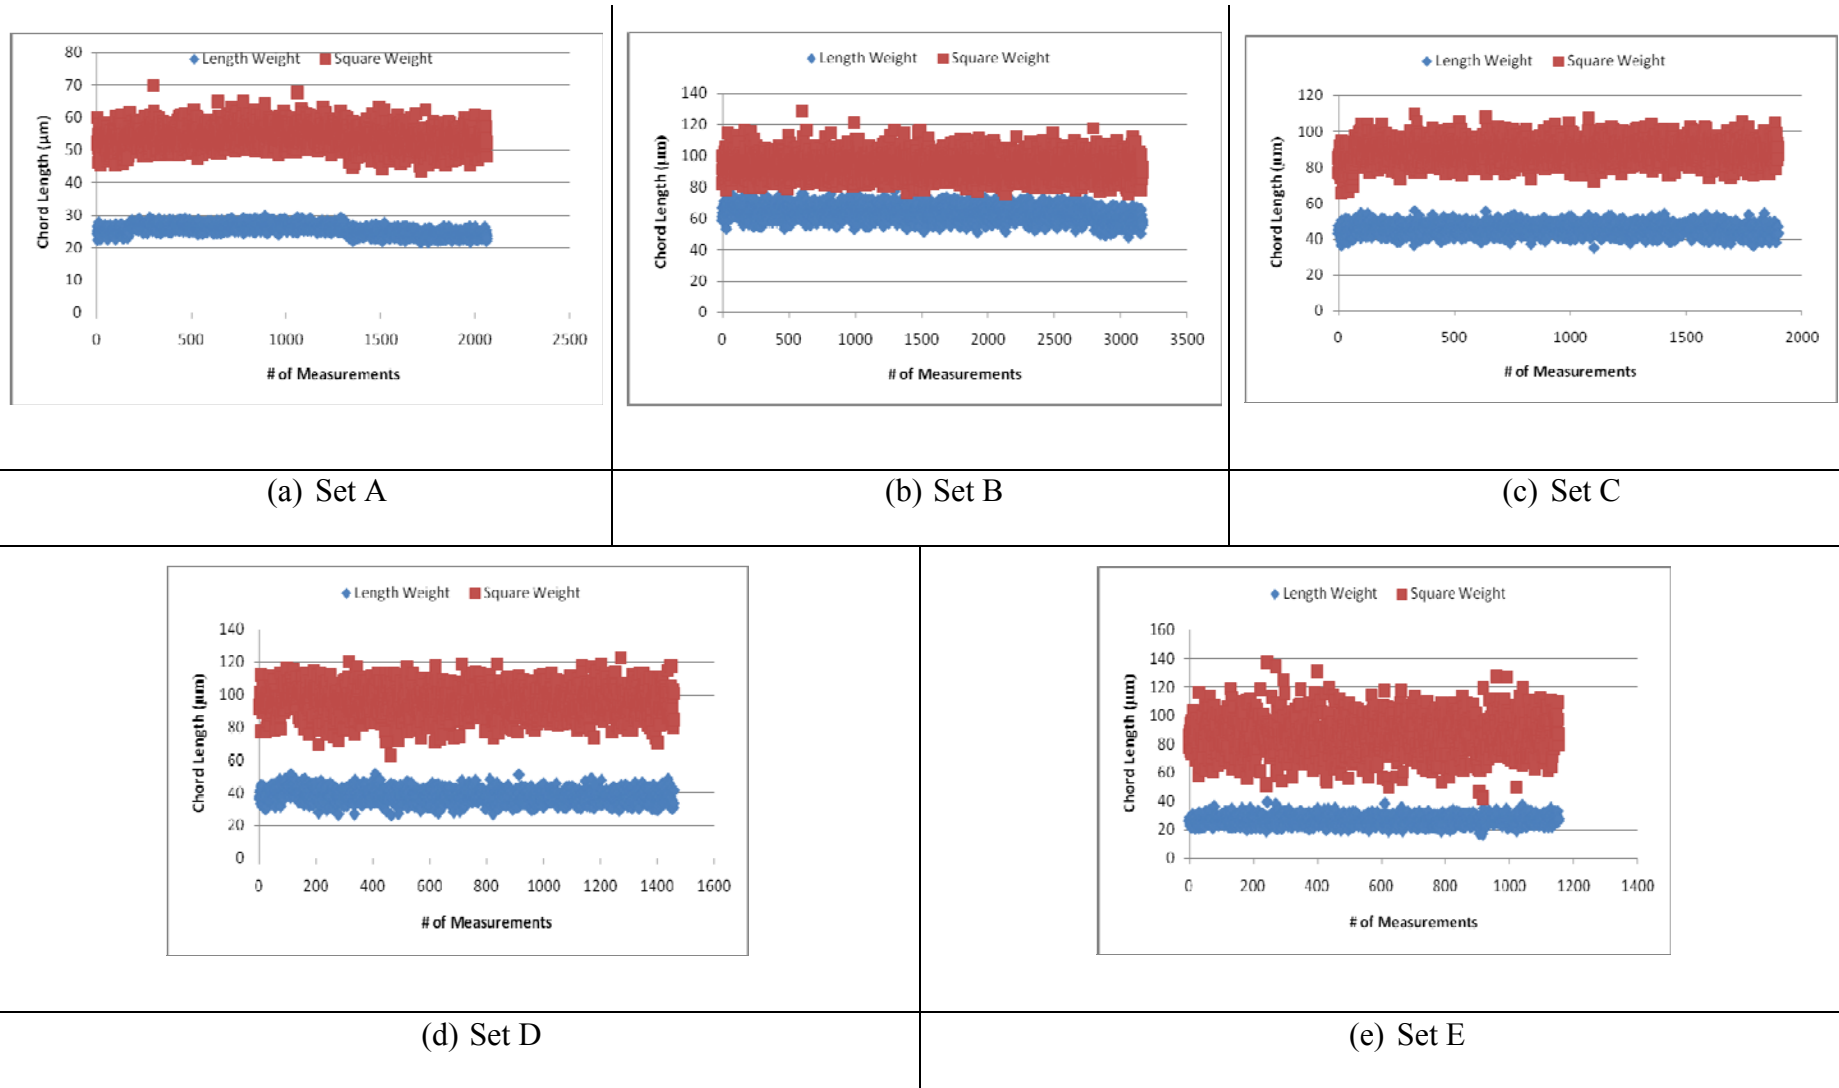 Length Weight Square Weight
80
70
60
50
40
30
20
10
0
Chord Length (µm)
0 500 1000 1500 2000 2500
# of Measurements
Length Weight Square Weight
140
120
100
80
60
40
20
0
Chord Length (µm)
0 500 1000 1500 2000 2500 3000 3500
# of Measurements
Length Weight Square Weight
120
100
80
60
40
20
0
Chord Length (µm)
0 500 1000 1500 2000
# of Measurements
(a) Set A
(b) Set B
(c) Set C
Length Weight Square Weight
140
120
100
80
60
40
20
0
Chord Length (µm)
0 200 400 600 800 1000 1200 1400 1600
# of Measurements
Length Weight Square Weight
160
140
120
100
80
60
40
20
0
Chord Length (µm)
0 200 400 600 800 1000 1200 1400
# of Measurements
(d) Set D
(e) Set E